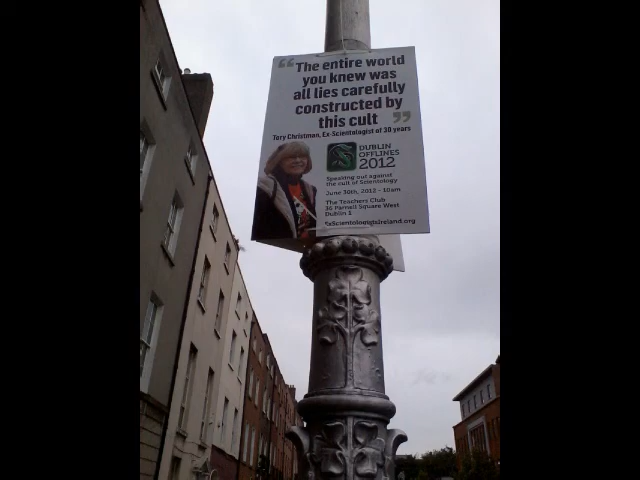 “The entire world
you knew was
all lies carefully
constructed by
this cult”
Tory Christman, Ex-Scientologist of 30 years
DUBLIN
OFFLINES
2012
Speaking out against
the cult of Scientology
June 30th, 2012 - 10am
The Teachers Club
36 Parnell Square West
Dublin 1
ExScientologistsIreland.org